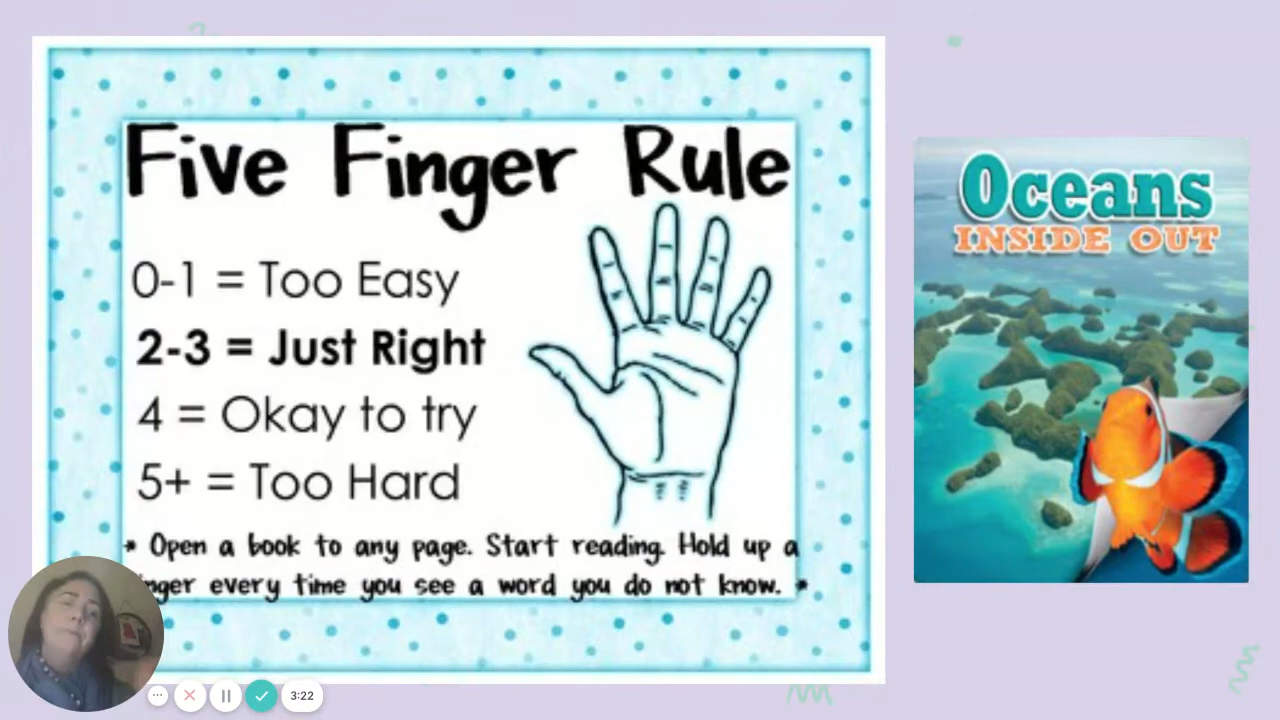 Five Finger Rule
0-1 = Too Easy
2-3 = Just Right
4 = Okay to try
5+ = Too Hard
* Open a book to any page. Start reading. Hold up a
every time you see a word you do not know. *
Oceans
INSIDE OUT
3:22